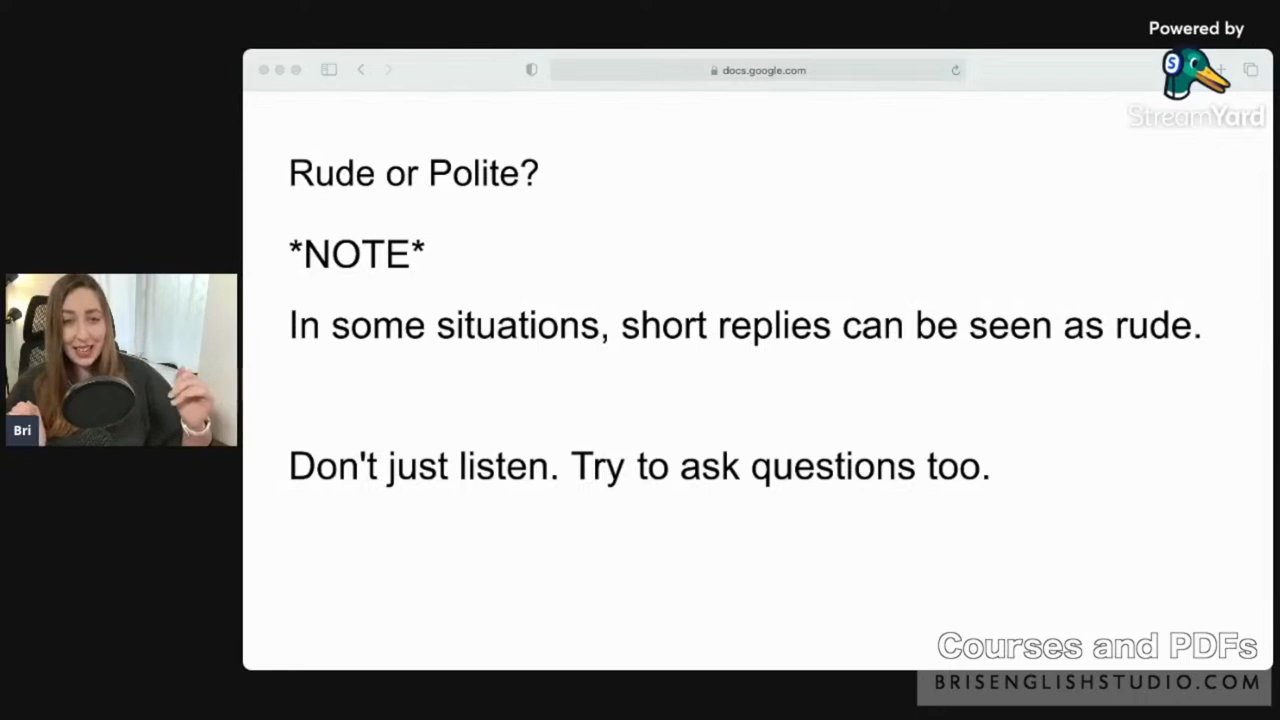 Powered by
StreamYard
docs.google.com
Rude or Polite?
*NOTE*
In some situations, short replies can be seen as rude.
Don't just listen. Try to ask questions too.
Bri
Courses and PDFs
BRISENGLISHSTUDIO.COM